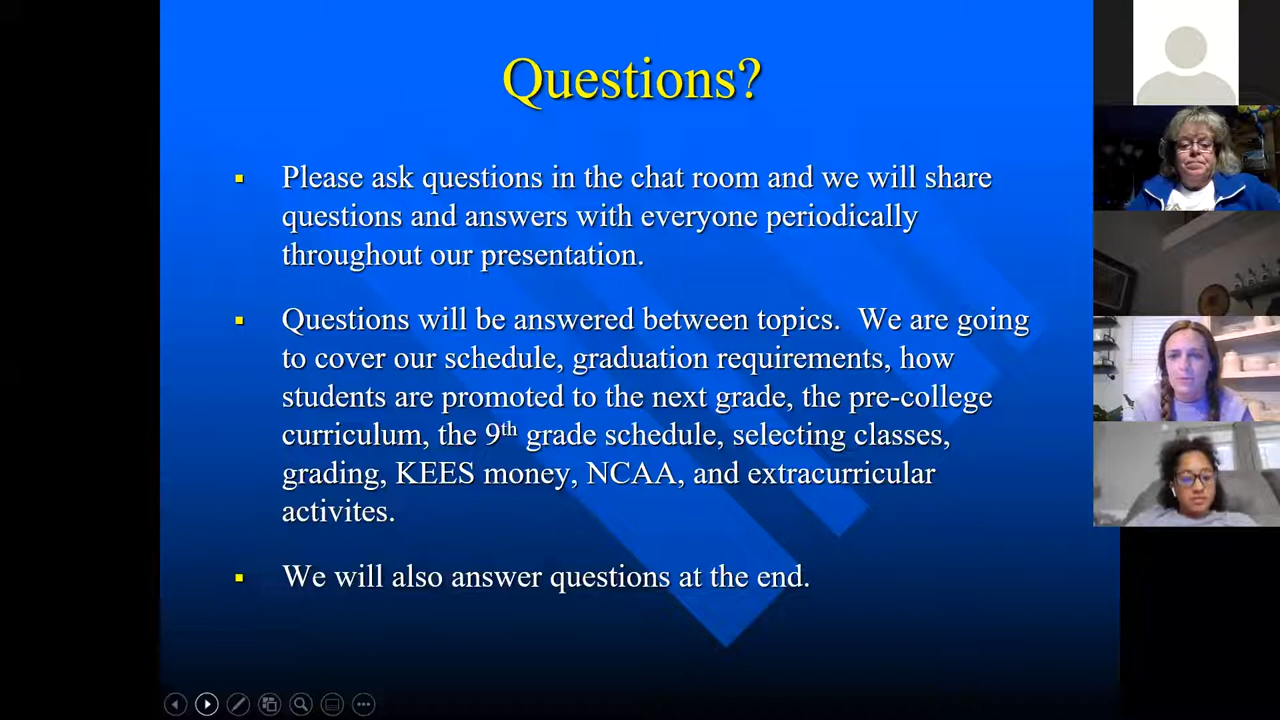 Questions?
Please ask questions in the chat room and we will share
questions and answers with everyone periodically
throughout our presentation.
Questions will be answered between topics.  We are going
to cover our schedule, graduation requirements, how
students are promoted to the next grade, the pre-college
curriculum, the 9th grade schedule, selecting classes,
grading, KEES money, NCAA, and extracurricular
activites.
We will also answer questions at the end.